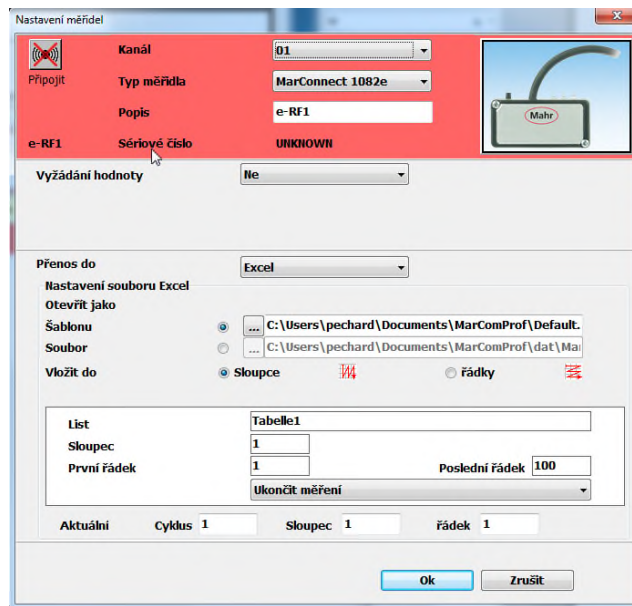 Nastavení měřidel
Kanál 01
Připojit Typ měřidla MarConnect 1082e
Mahr
Popis e-RF1
e-RF1 Sériové číslo UNKNOWN
Vyžádání hodnoty Ne
Přenos do Excel
Nastavení souboru Excel
Otevřít jako
Šablonu ... C:\Users\pechard\Documents\MarComProf\Default.
Soubor ... C:\Users\pechard\Documents\MarComProf\dat\Mar
Vložit do Sloupce řádky
List Tabelle1
Sloupec 1
První řádek 1 Poslední řádek 100
Ukončit měření
Aktuální Cyklus 1 Sloupec 1 řádek 1
Ok Zrušit